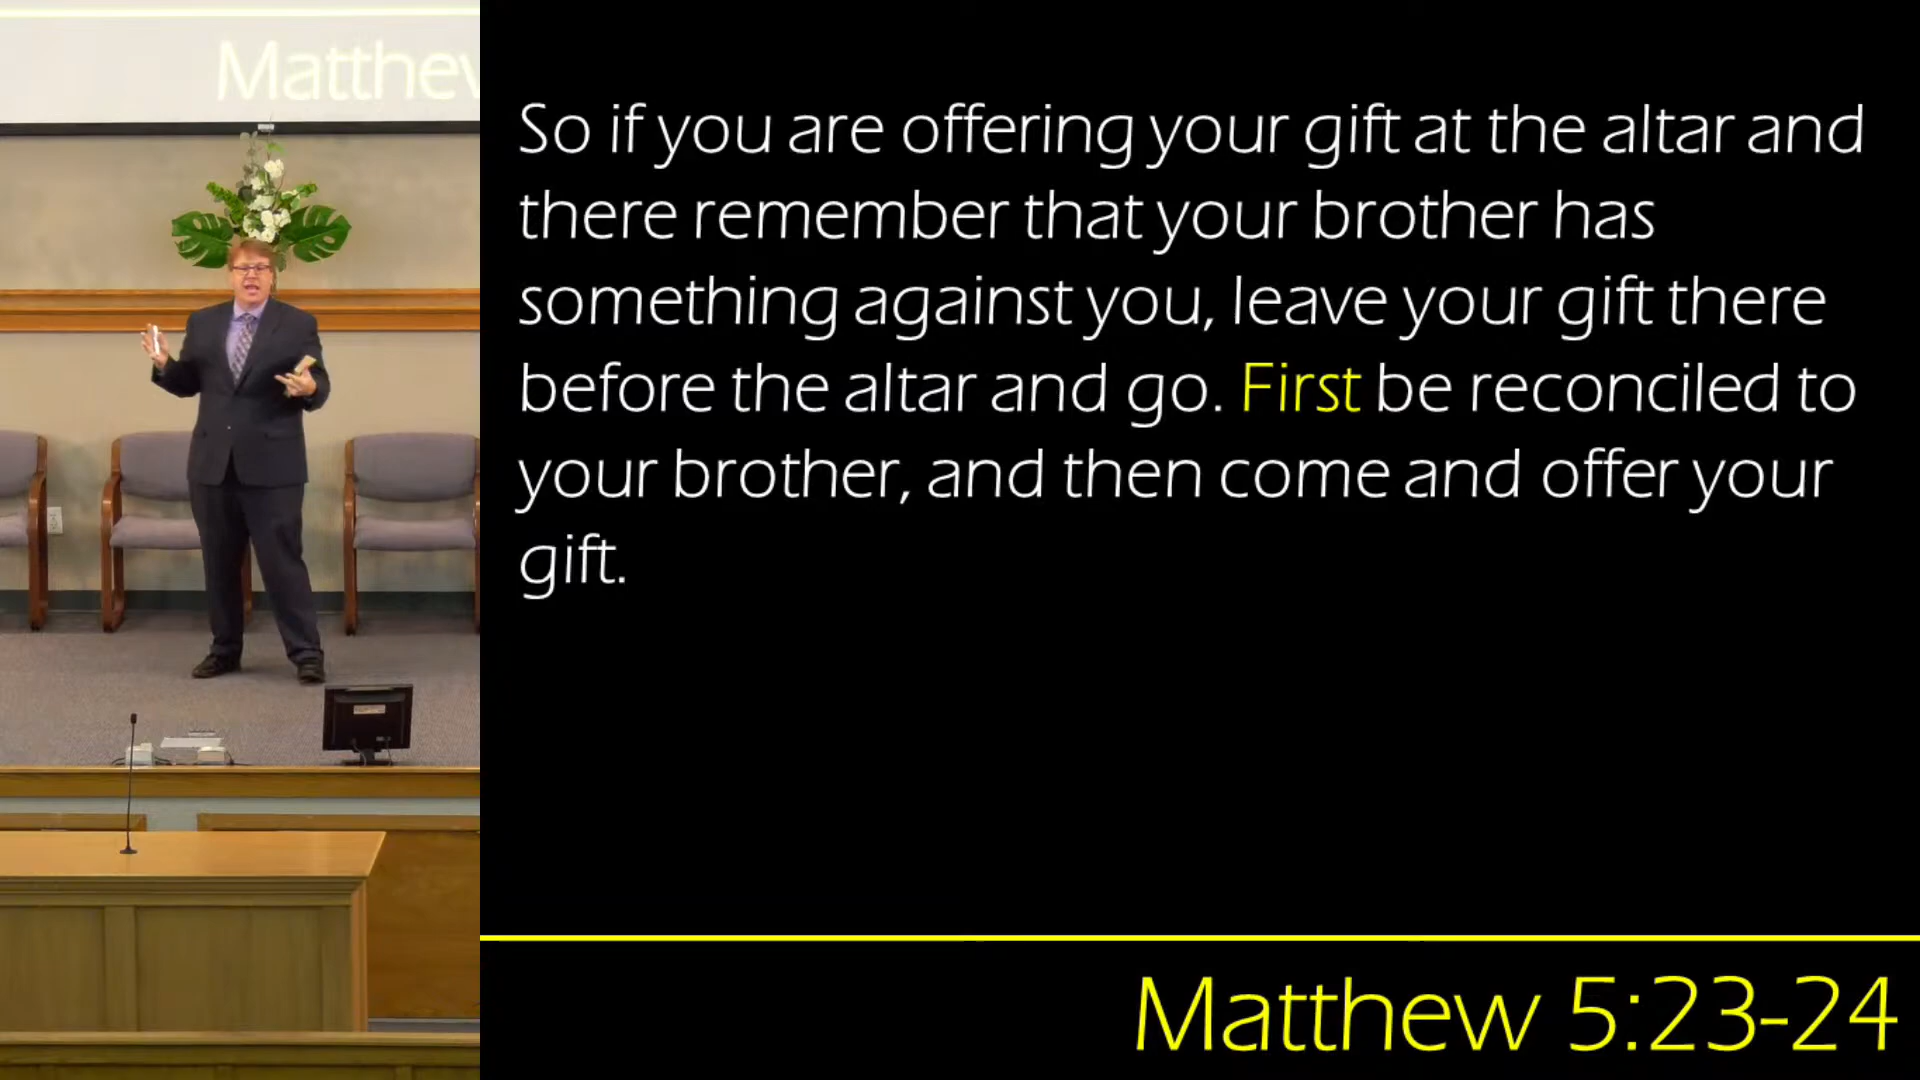 Matthew
So if you are offering your gift at the altar and
there remember that your brother has
something against you, leave your gift there
before the altar and go. First be reconciled to
your brother, and then come and offer your
gift.
Matthew 5:23-24